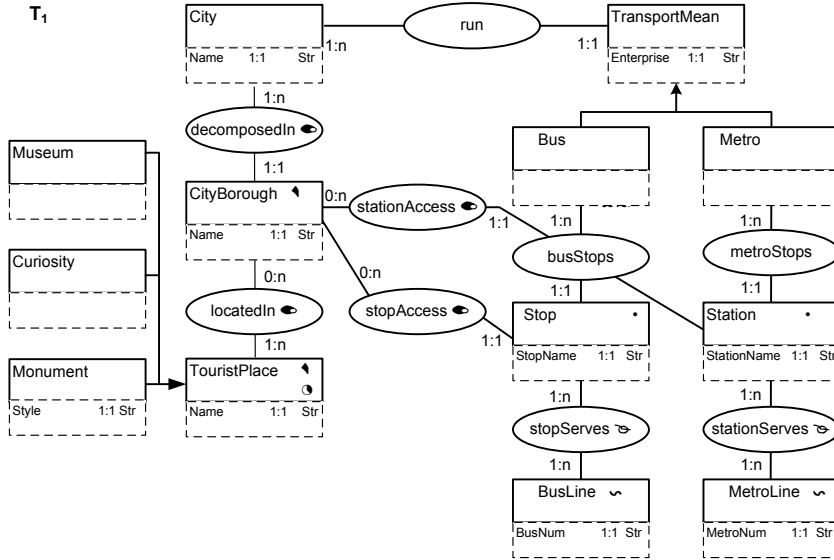 T1
City
run
TransportMean
1:n
1:1
Name 1:1 Str
Enterprise 1:1 Str
1:n
decomposedIn
Bus
Metro
Museum
1:1
CityBorough
0:n
stationAccess
1:n
1:n
1:1
Name 1:1 Str
busStops
metroStops
Curiosity
0:n
0:n
1:1
1:1
locatedIn
stopAccess
Stop
Station
1:n
1:1
StopName 1:1 Str
StationName 1:1 Str
Monument
TouristPlace
Style 1:1 Str
Name 1:1 Str
1:n
1:n
stopServes
stationServes
1:n
1:n
BusLine
MetroLine
BusNum 1:1 Str
MetroNum 1:1 Str